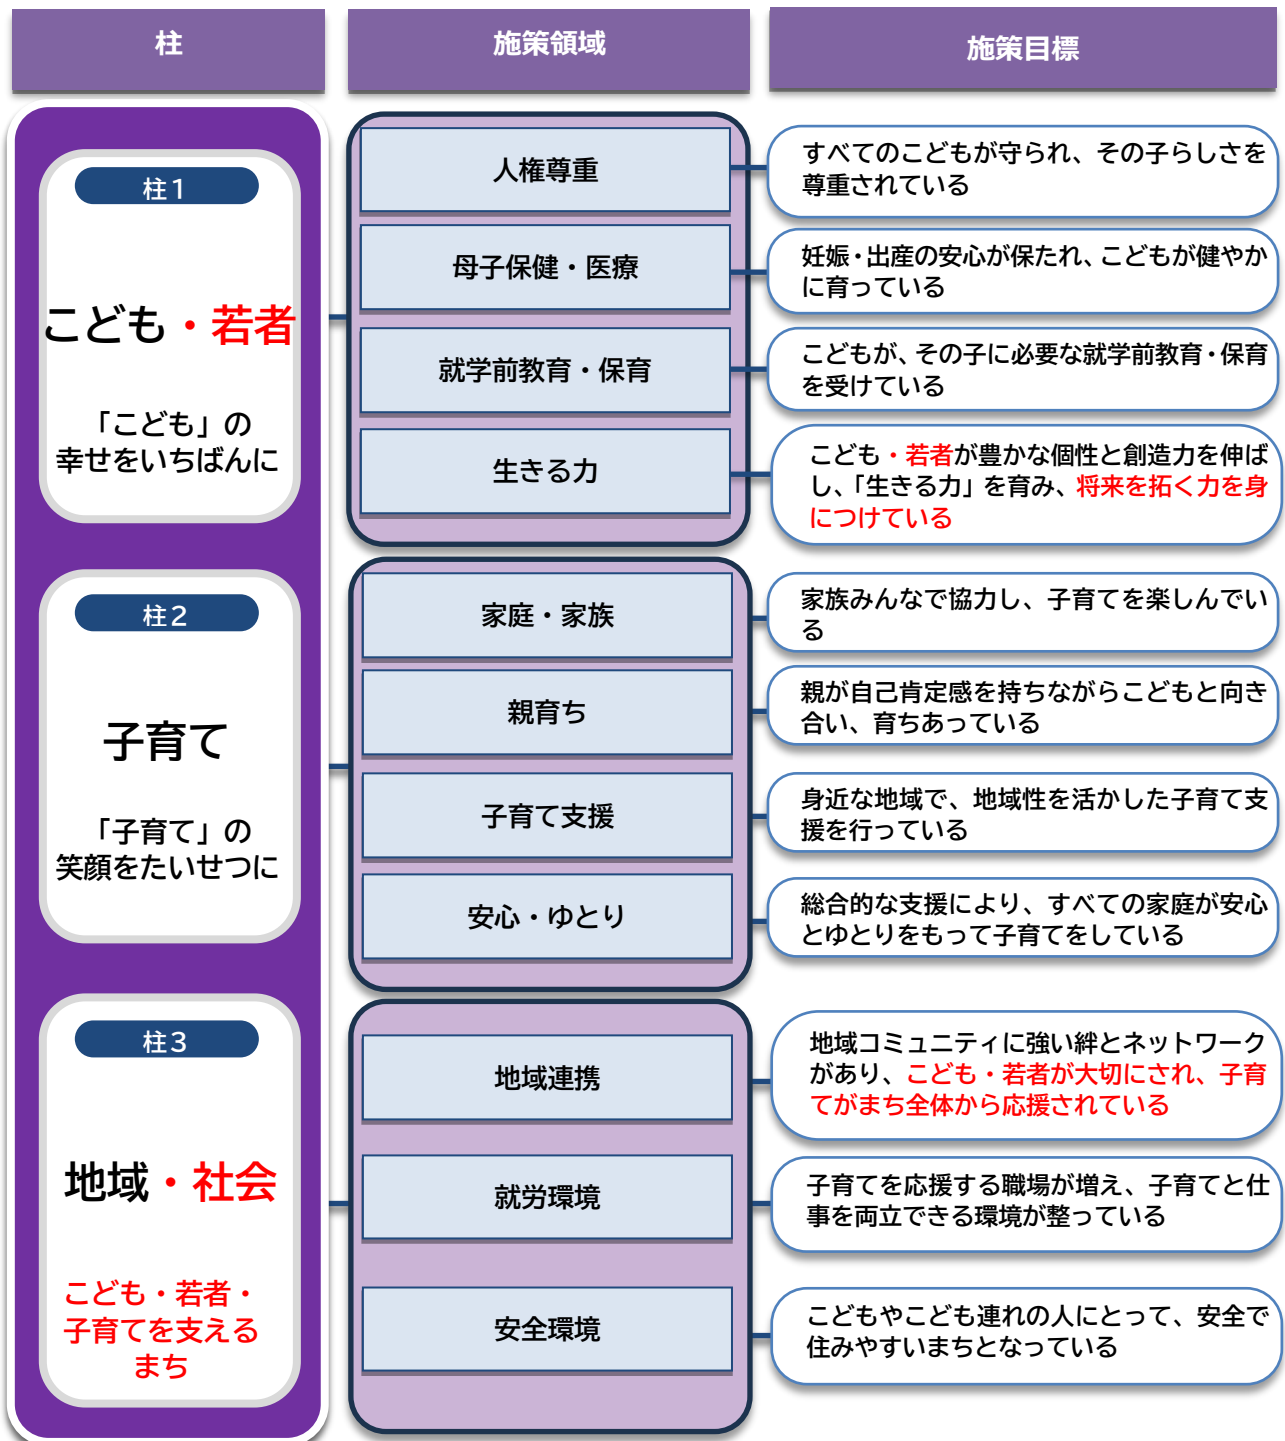 柱
施策領域
施策目標
柱1
こども・若者
「こども」の
幸せをいちばんに
人権尊重
すべてのこどもが守られ、その子らしさを
尊重されている
母子保健・医療
妊娠・出産の安心が保たれ、こどもが健やか
に育っている
就学前教育・保育
こどもが、その子に必要な就学前教育・保育
を受けている
生きる力
こども・若者が豊かな個性と創造力を伸ば
し、「生きる力」を育み、将来を拓く力を身
につけている
柱2
子育て
「子育て」の
笑顔をたいせつに
家庭・家族
家族みんなで協力し、子育てを楽しんでい
る
親育ち
親が自己肯定感を持ちながらこどもと向き
合い、育ちあっている
子育て支援
身近な地域で、地域性を活かした子育て支
援を行っている
安心・ゆとり
総合的な支援により、すべての家庭が安心
とゆとりをもって子育てをしている
柱3
地域・社会
こども・若者・
子育てを支える
まち
地域連携
地域コミュニティに強い絆とネットワーク
があり、こども・若者が大切にされ、子育
てがまち全体から応援されている
就労環境
子育てを応援する職場が増え、子育てと仕
事を両立できる環境が整っている
安全環境
こどもやこども連れの人にとって、安全で
住みやすいまちとなっている